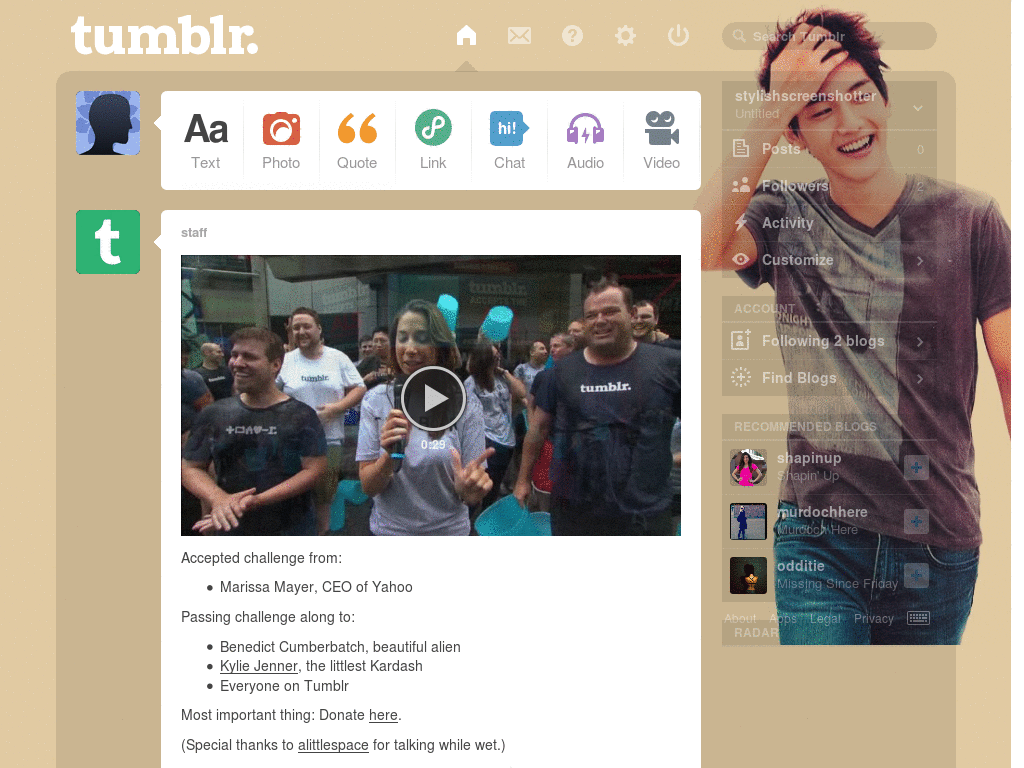 tumblr.
Search Tumblr
Aa
Text
Photo
Quote
Link
hi!
Chat
Audio
Video
t
staff
tumblr.
tumblr.
0:29
Accepted challenge from:
• Marissa Mayer, CEO of Yahoo
Passing challenge along to:
• Benedict Cumberbatch, beautiful alien
• Kylie Jenner, the littlest Kardash
• Everyone on Tumblr
Most important thing: Donate here.
(Special thanks to alittlespace for talking while wet.)
stylishscreenshotter
Untitled
Posts 0
Followers 2
Activity
Customize
ACCOUNT
Following 2 blogs
Find Blogs
RECOMMENDED BLOGS
shapinup
Shapin' Up
murdochhere
Murdoch Here
odditie
Missing Since Friday
About Apps Legal Privacy
RADAR